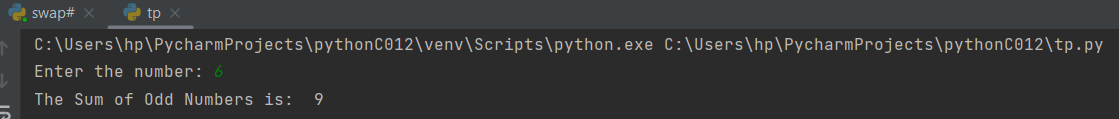 swap# tp
C:\Users\hp\PycharmProjects\pythonC012\venv\Scripts\python.exe C:\Users\hp\PycharmProjects\pythonC012\tp.py
Enter the number: 6
The Sum of Odd Numbers is:  9